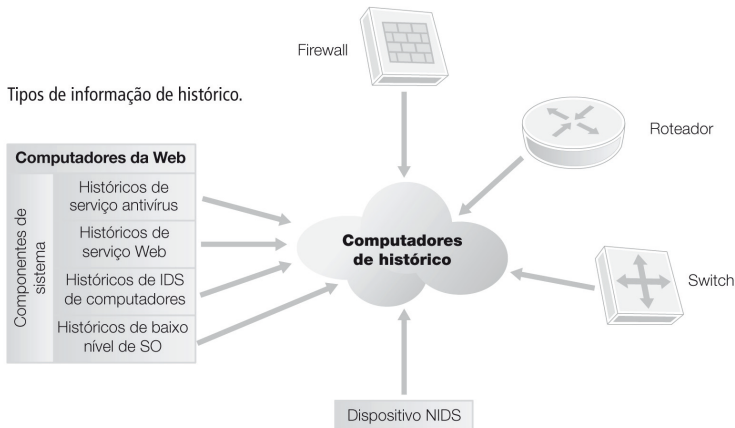 Firewall
Tipos de informação de histórico.
Roteador
Computadores da Web
Componentes de
sistema
Históricos de
serviço antivírus
Históricos de
serviço Web
Históricos de IDS
de computadores
Históricos de baixo
nível de SO
Computadores
de histórico
Switch
Dispositivo NIDS